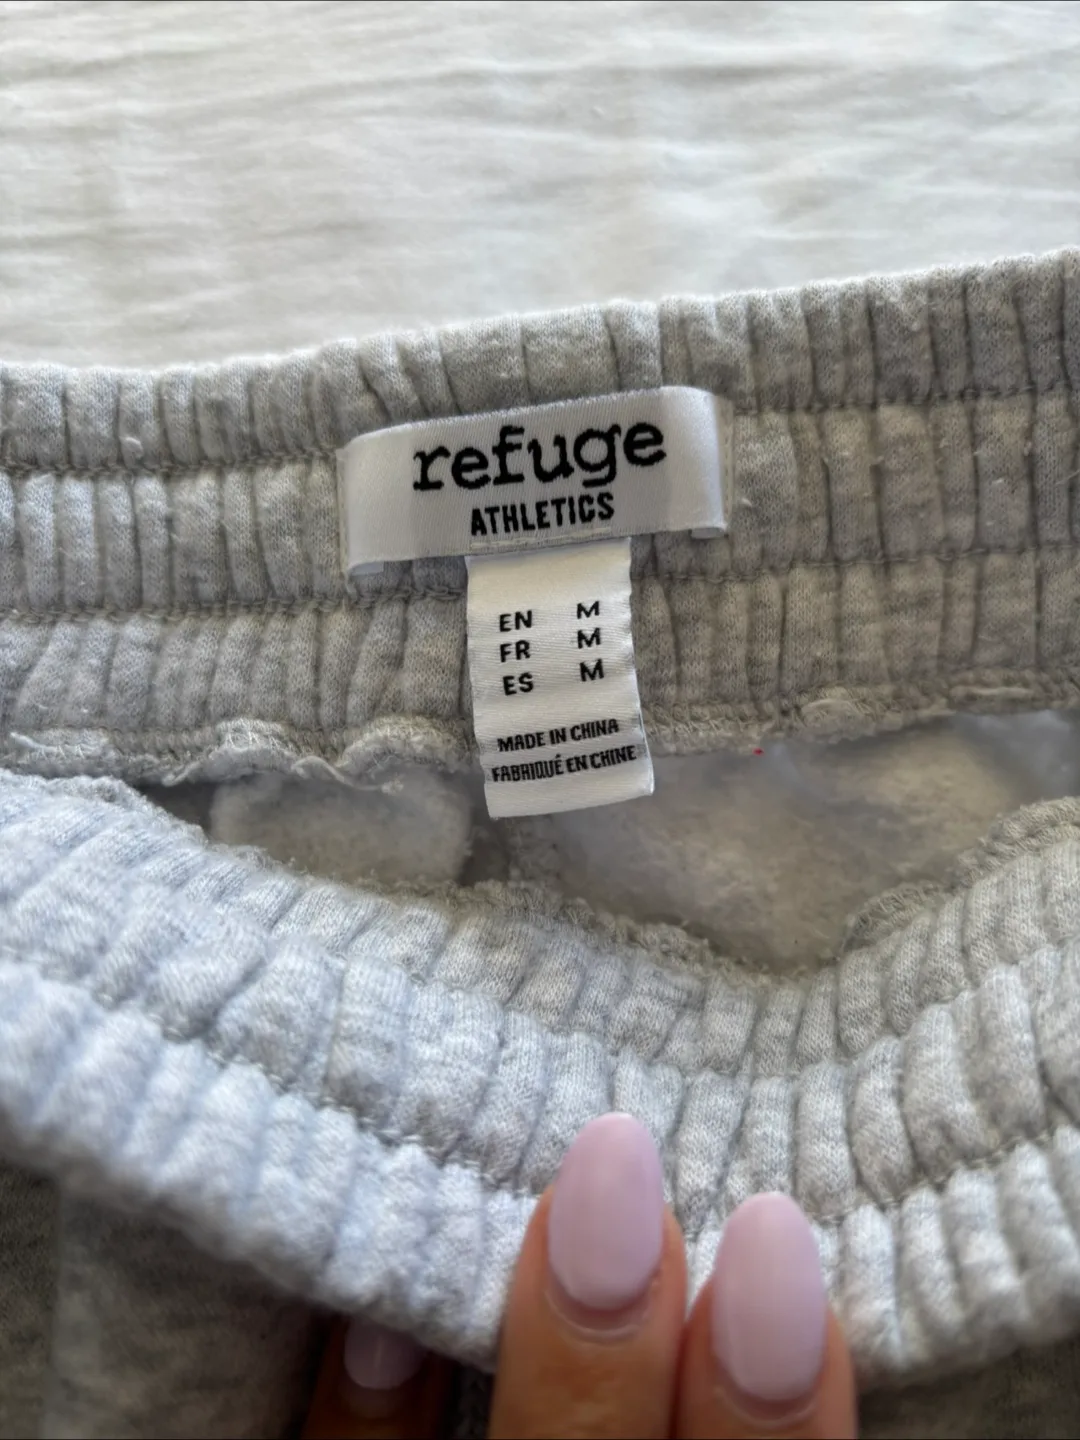 refuge
ATHLETICS
EN M
FR M
ES M
MADE IN CHINA
FABRIQUÉ EN CHINE